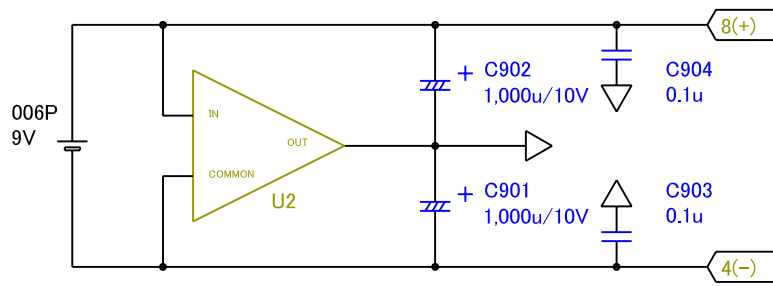 8(+)
+ C902
1,000u/10V
C904
0.1u
006P
9V
IN
OUT
COMMON
U2
+ C901
1,000u/10V
C903
0.1u
4(-)